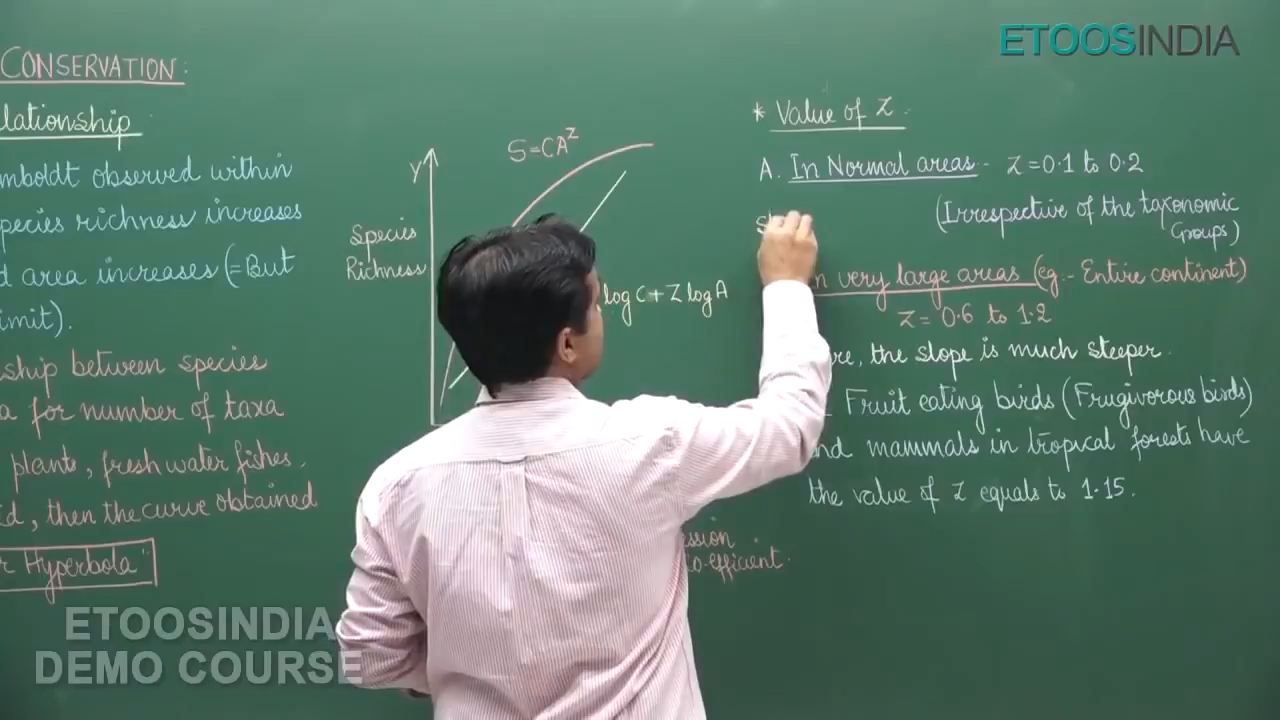 ETOOSINDIA
CONSERVATION:
lationship
mboldt observed within
pecies richness increases
d area increases (=But
imit).
ship between species
a for number of taxa
plants, fresh water fishes.
d, then the curve obtained
r Hyperbola"
Y
S=CA^Z
Species
Richness
log C + Z log A
ssion
co-efficient.
* Value of Z :
A. In Normal areas :- Z = 0.1 to 0.2
(Irrespective of the taxonomic
Groups)
n very large areas (eg.- Entire continent)
Z = 0.6 to 1.2
re, the slope is much steeper.
Fruit eating birds (Frugivorous birds)
nd mammals in tropical forests have
the value of Z equals to 1.15.
ETOOSINDIA
DEMO COURSE